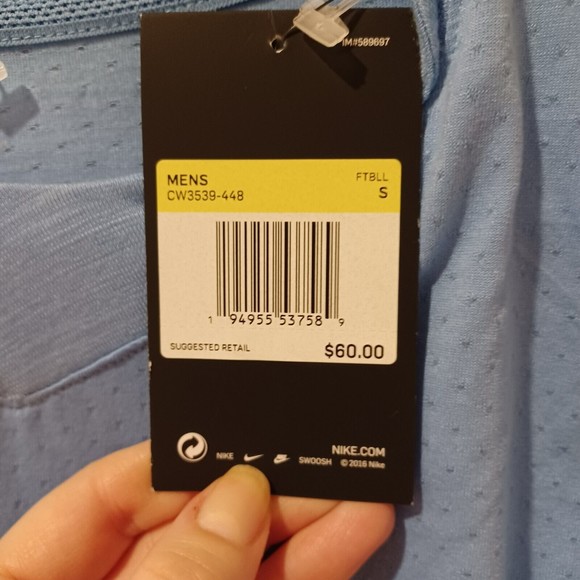 IM#589697
MENS FTBLL
CW3539-448 S
1 94955 53758 9
SUGGESTED RETAIL $60.00
NIKE.COM
NIKE SWOOSH © 2016 Nike